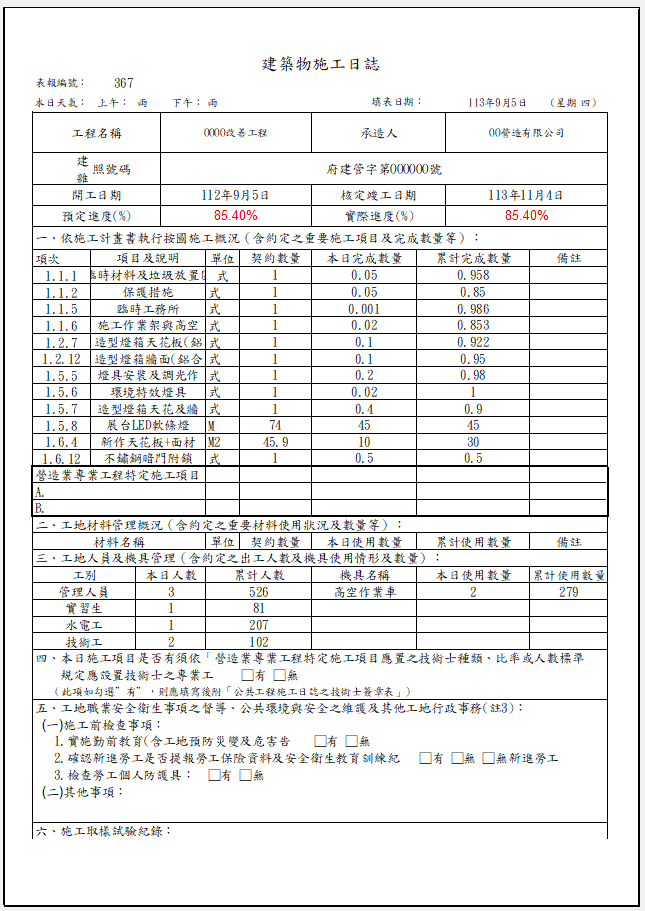 建築物施工日誌
表報編號： 367
本日天氣： 上午： 雨 下午： 雨 填表日期： 113年9月5日 (星期 四)
工程名稱 0000改善工程 承造人 00營造有限公司
建
雜 照號碼 府建管字第000000號
開工日期 112年9月5日 核定竣工日期 113年11月4日
預定進度(%) 85.40% 實際進度(%) 85.40%
一、依施工計畫書執行按圖施工概況(含約定之重要施工項目及完成數量等)：
項次 項目及說明 單位 契約數量 本日完成數量 累計完成數量 備註
1.1.1 臨時材料及垃圾放置 式 1 0.05 0.958
1.1.2 保護措施 式 1 0.05 0.85
1.1.5 臨時工務所 式 1 0.001 0.986
1.1.6 施工作業架與高空 式 1 0.02 0.853
1.2.7 造型燈箱天花板(鋁 式 1 0.1 0.922
1.2.12 造型燈箱牆面(鋁合 式 1 0.1 0.95
1.5.5 燈具安裝及調光作 式 1 0.2 0.98
1.5.6 環境特效燈具 式 1 0.02 1
1.5.7 造型燈箱天花及牆 式 1 0.4 0.9
1.5.8 展台LED軟條燈 M 74 45 45
1.6.4 新作天花板+面材 M2 45.9 10 30
1.6.12 不鏽鋼暗門附鎖 式 1 0.5 0.5
營造業專業工程特定施工項目
A.
B.
二、工地材料管理概況(含約定之重要材料使用狀況及數量等)：
材料名稱 單位 契約數量 本日使用數量 累計使用數量 備註
三、工地人員及機具管理(含約定之出工人數及機具使用情形及數量)：
工別 本日人數 累計人數 機具名稱 本日使用數量 累計使用數量
管理人員 3 526 高空作業車 2 279
實習生 1 81
水電工 1 207
技術工 2 102
四、本日施工項目是否有須依「營造業專業工程特定施工項目應置之技術士種類、比率或人數標準
規定應設置技術士之專業工 □有 □無
(此項如勾選"有"，則應填寫後附「公共工程施工日誌之技術士簽章表」)
五、工地職業安全衛生事項之督導、公共環境與安全之維護及其他工地行政事務(註3)：
(一)施工前檢查事項：
1.實施勤前教育(含工地預防災變及危害告 □有 □無
2.確認新進勞工是否提報勞工保險資料及安全衛生教育訓練紀 □有 □無 □無新進勞工
3.檢查勞工個人防護具： □有 □無
(二)其他事項：
六、施工取樣試驗紀錄：